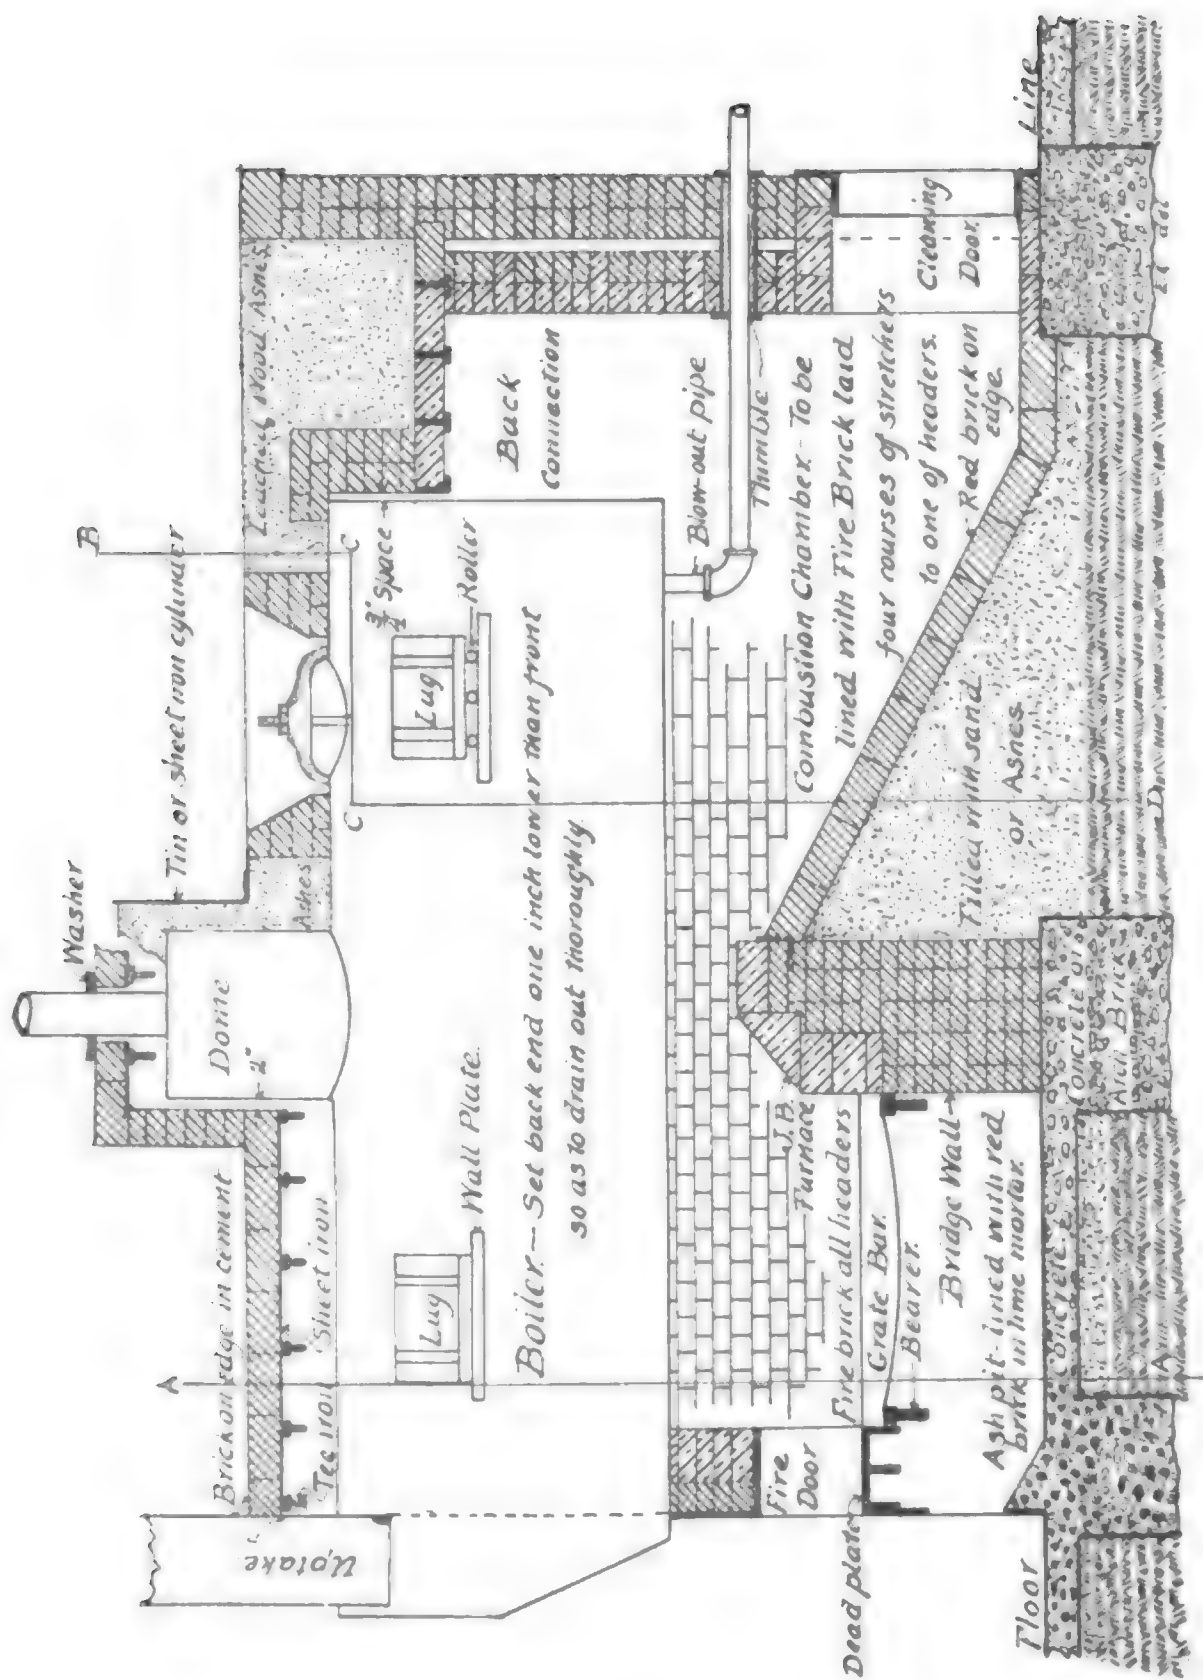 Washer
Tin or sheet iron cylinder
B
Leached Wood Ashes.
Brick on edge in cement
Tee iron
Sheet iron
Uptake
A
Dome
2"
Ashes
C
C
3/4" Space
Lug
Roller
Lug
Wall Plate.
Back
Connection
Boiler.— Set back end one inch lower than front
so as to drain out thoroughly
Blow-out pipe
Thimble
Combustion Chamber. To be
lined with Fire Brick laid
four courses of stretchers
to one of headers.
Red brick on
edge.
Cleaning
Door.
J.B.
Furnace
Fire brick all headers
Fire
Door
Grate Bar.
Bearer.
Dead plate
Bridge Wall
Ash pit-lined with red
brick in lime mortar.
Filled with sand
or Ashes.
Floor
Line
Concrete
Concrete or
Brick
A